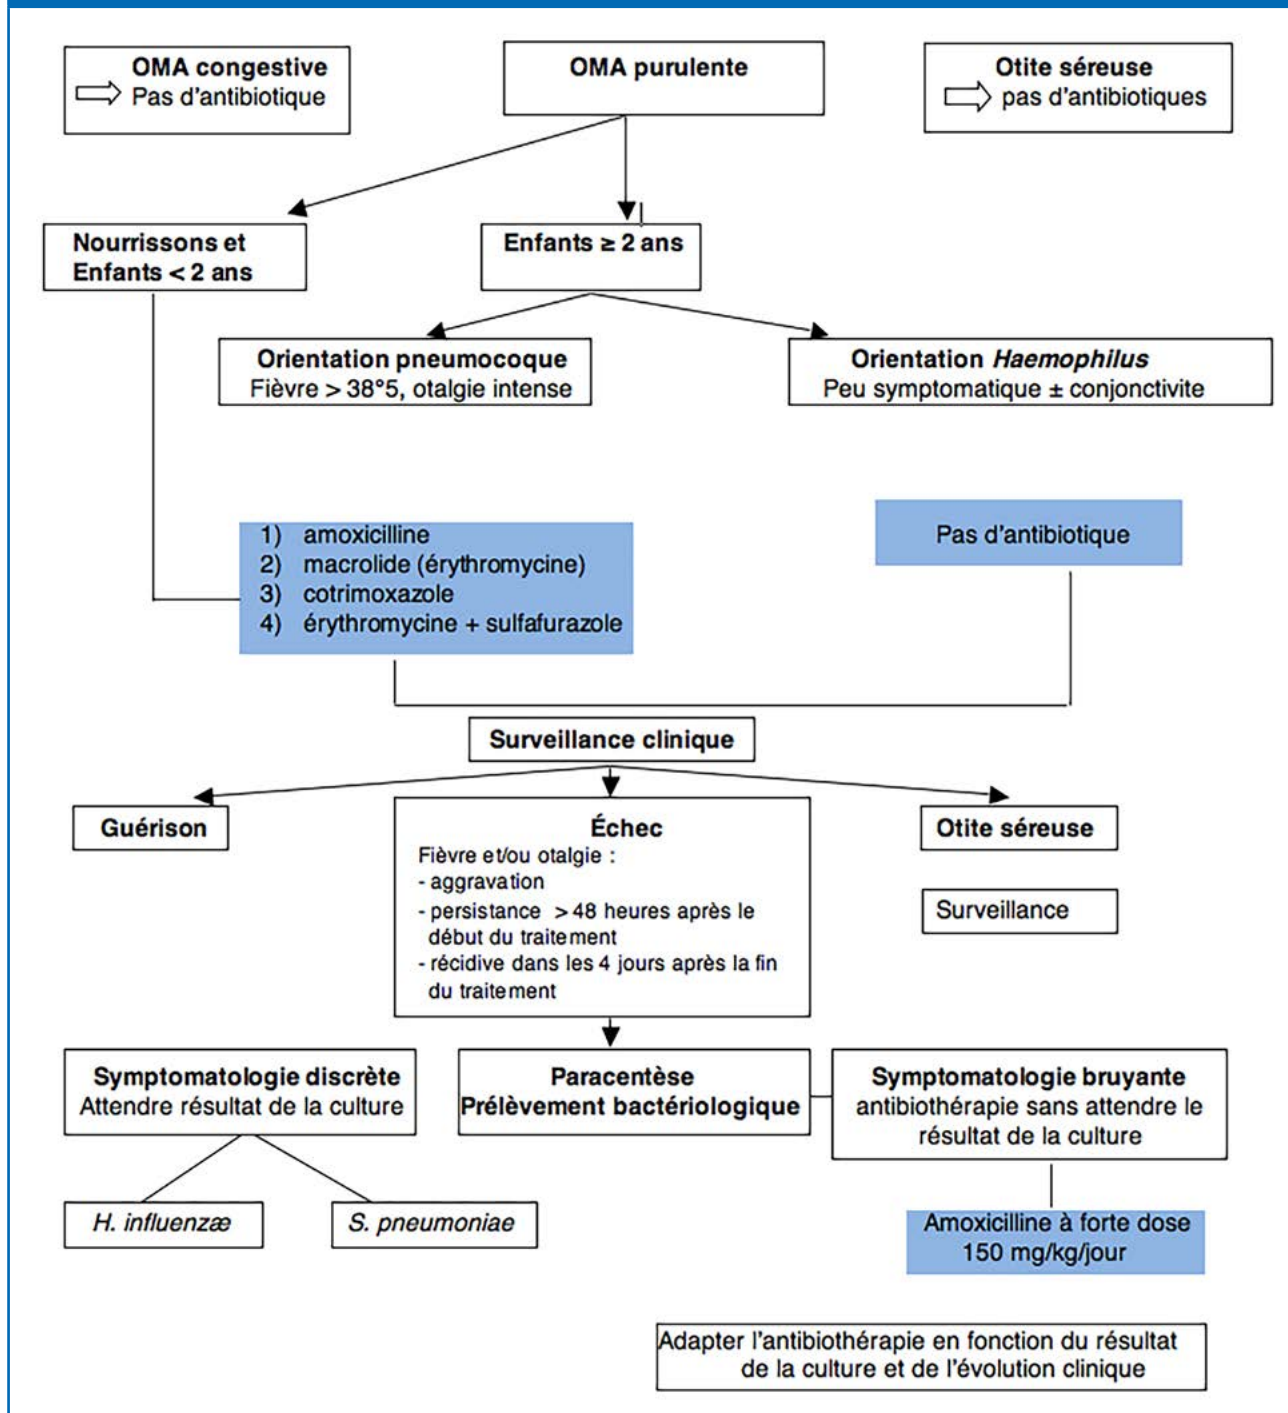 OMA congestive
Pas d'antibiotique
OMA purulente
Otite séreuse
pas d'antibiotiques
Nourrissons et
Enfants < 2 ans
Enfants ≥ 2 ans
Orientation pneumocoque
Fièvre > 38°5, otalgie intense
Orientation Haemophilus
Peu symptomatique ± conjonctivite
1) amoxicilline
2) macrolide (érythromycine)
3) cotrimoxazole
4) érythromycine + sulfafurazole
Pas d'antibiotique
Surveillance clinique
Guérison
Échec
Fièvre et/ou otalgie :
- aggravation
- persistance > 48 heures après le
début du traitement
- récidive dans les 4 jours après la fin
du traitement
Otite séreuse
Surveillance
Symptomatologie discrète
Attendre résultat de la culture
Paracentèse
Prélèvement bactériologique
Symptomatologie bruyante
antibiothérapie sans attendre le
résultat de la culture
H. influenzæ
S. pneumoniae
Amoxicilline à forte dose
150 mg/kg/jour
Adapter l'antibiothérapie en fonction du résultat
de la culture et de l'évolution clinique